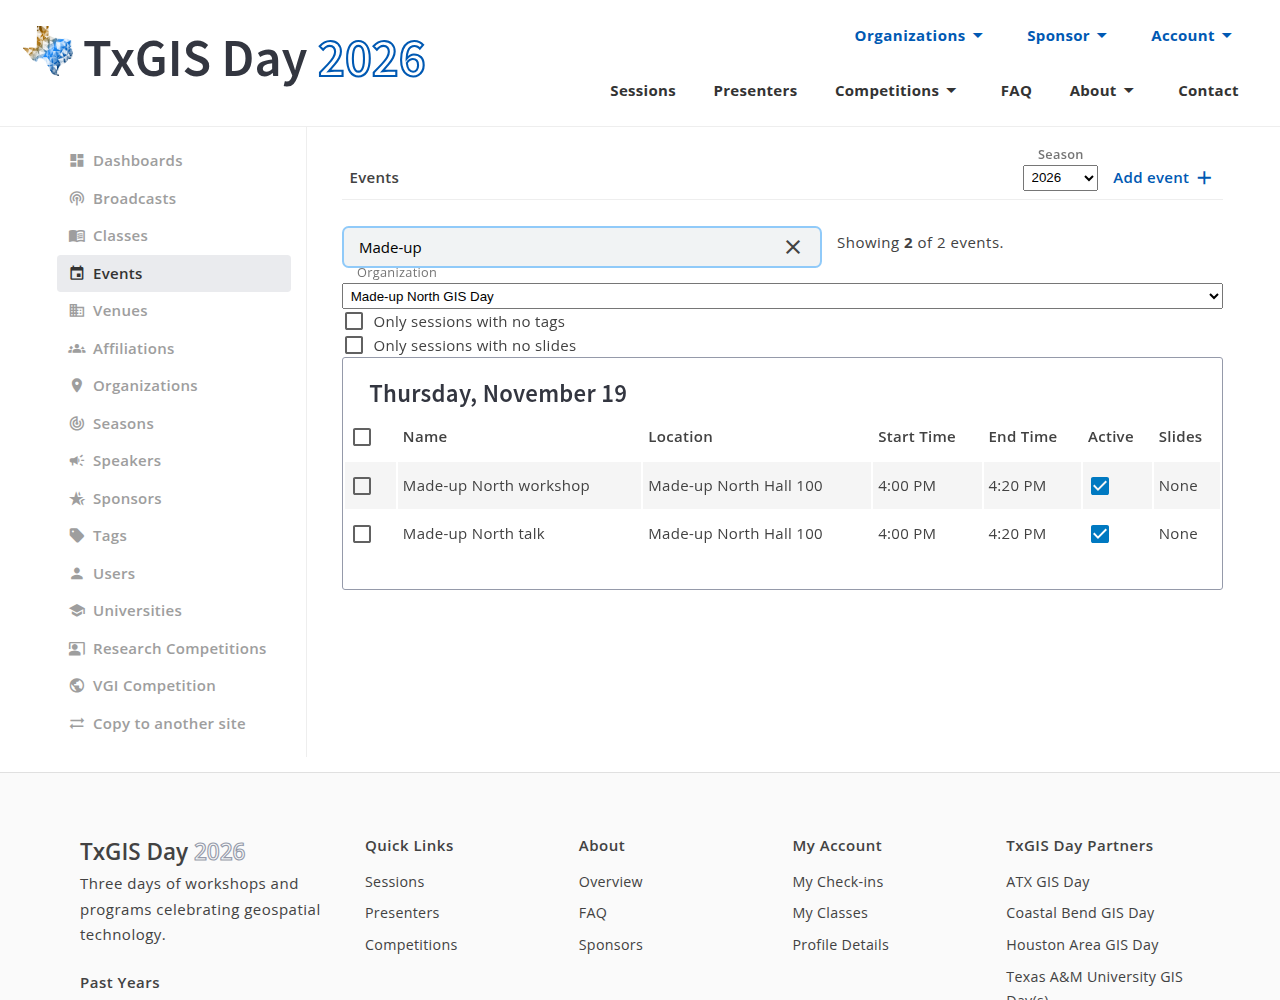 TxGIS Day 2026
Organizations
Sponsor
Account
Sessions
Presenters
Competitions
FAQ
About
Contact
Dashboards
Broadcasts
Classes
Events
Venues
Affiliations
Organizations
Seasons
Speakers
Sponsors
Tags
Users
Universities
Research Competitions
VGI Competition
Copy to another site
Events
Season
2026
Add event
Made-up
Showing 2 of 2 events.
Organization
Made-up North GIS Day
Only sessions with no tags
Only sessions with no slides
Thursday, November 19
Name Location Start Time End Time Active Slides
Made-up North workshop Made-up North Hall 100 4:00 PM 4:20 PM None
Made-up North talk Made-up North Hall 100 4:00 PM 4:20 PM None
TxGIS Day 2026
Three days of workshops and
programs celebrating geospatial
technology.
Past Years
Quick Links
Sessions
Presenters
Competitions
About
Overview
FAQ
Sponsors
My Account
My Check-ins
My Classes
Profile Details
TxGIS Day Partners
ATX GIS Day
Coastal Bend GIS Day
Houston Area GIS Day
Texas A&M University GIS
Day(s)